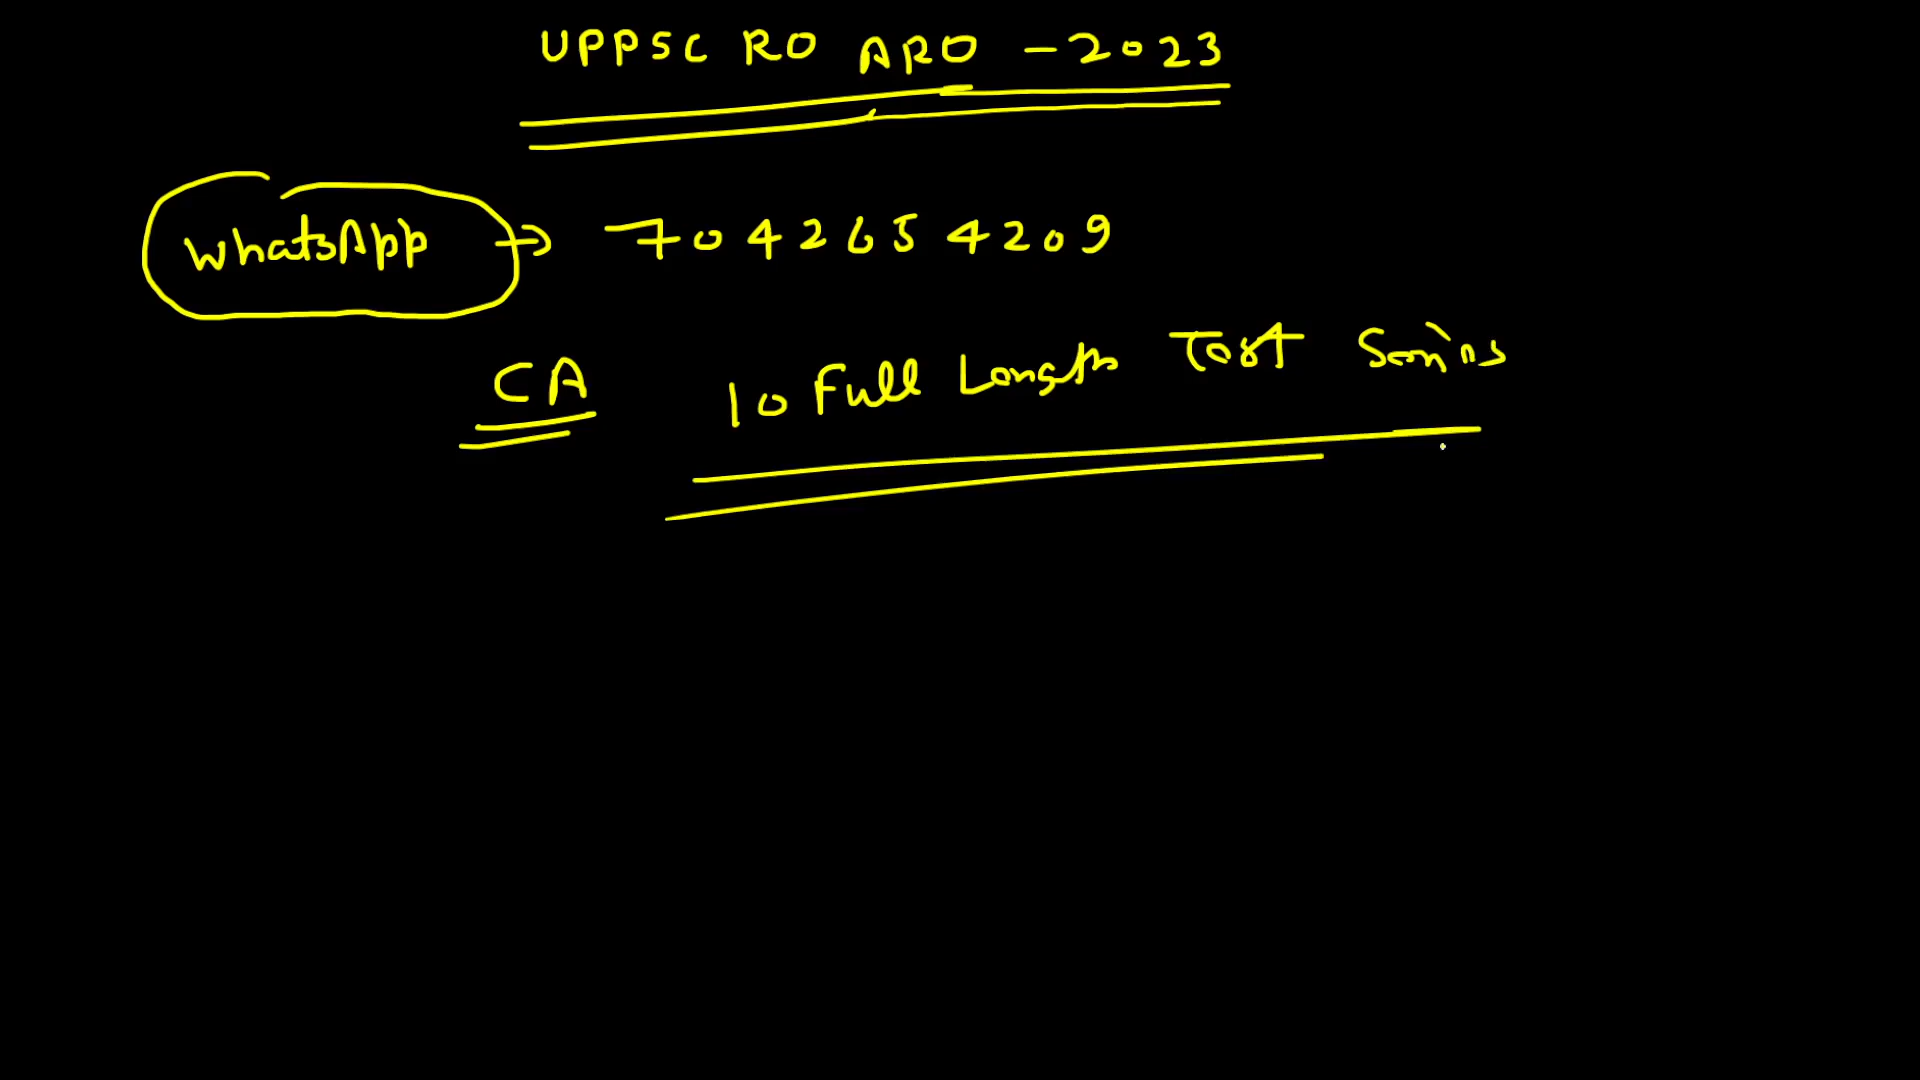 UPPSC RO ARO - 2023
WhatsApp → 7042654209
CA 10 Full Length Test Series